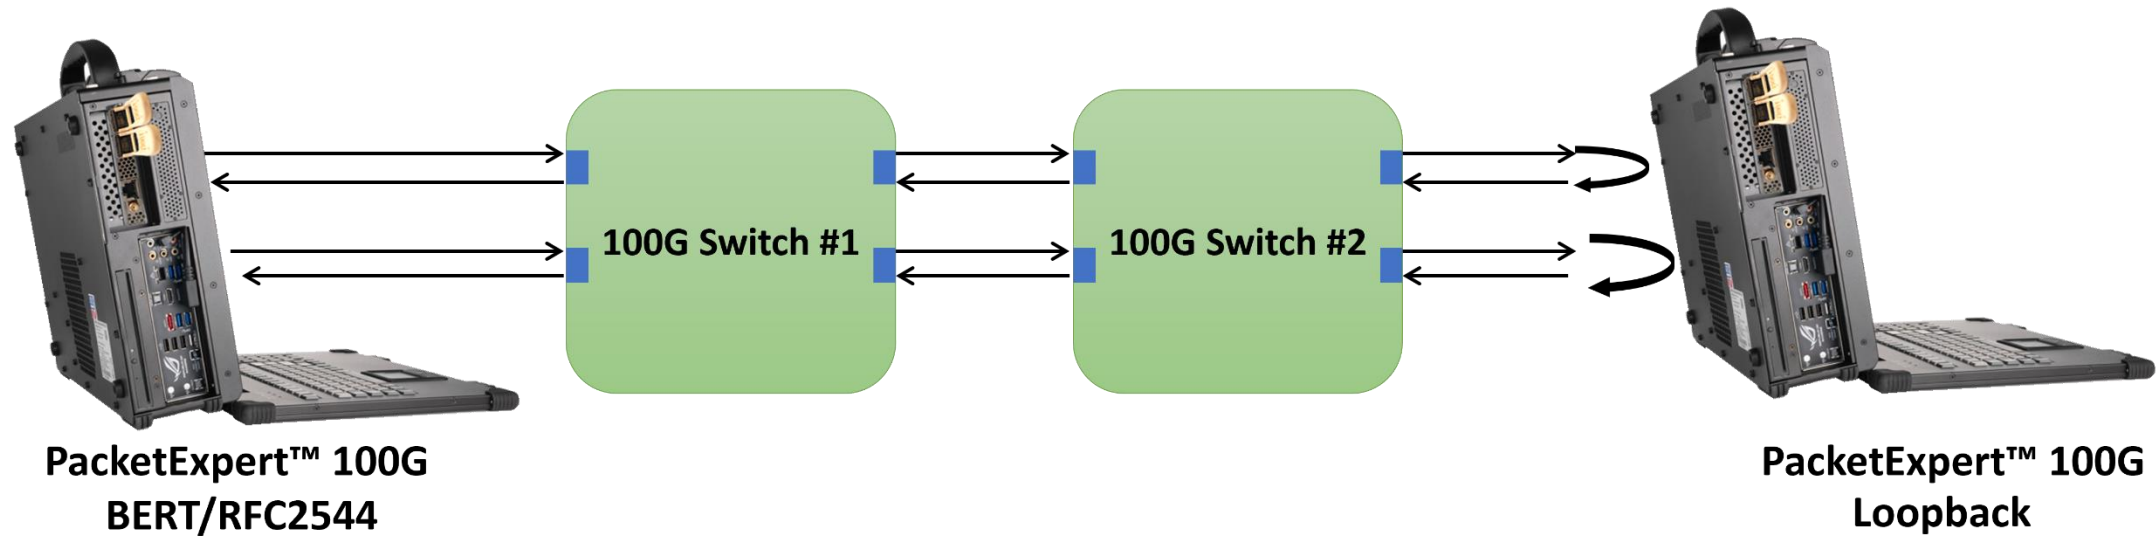 100G Switch #1
100G Switch #2
PacketExpert™ 100G
BERT/RFC2544
PacketExpert™ 100G
Loopback